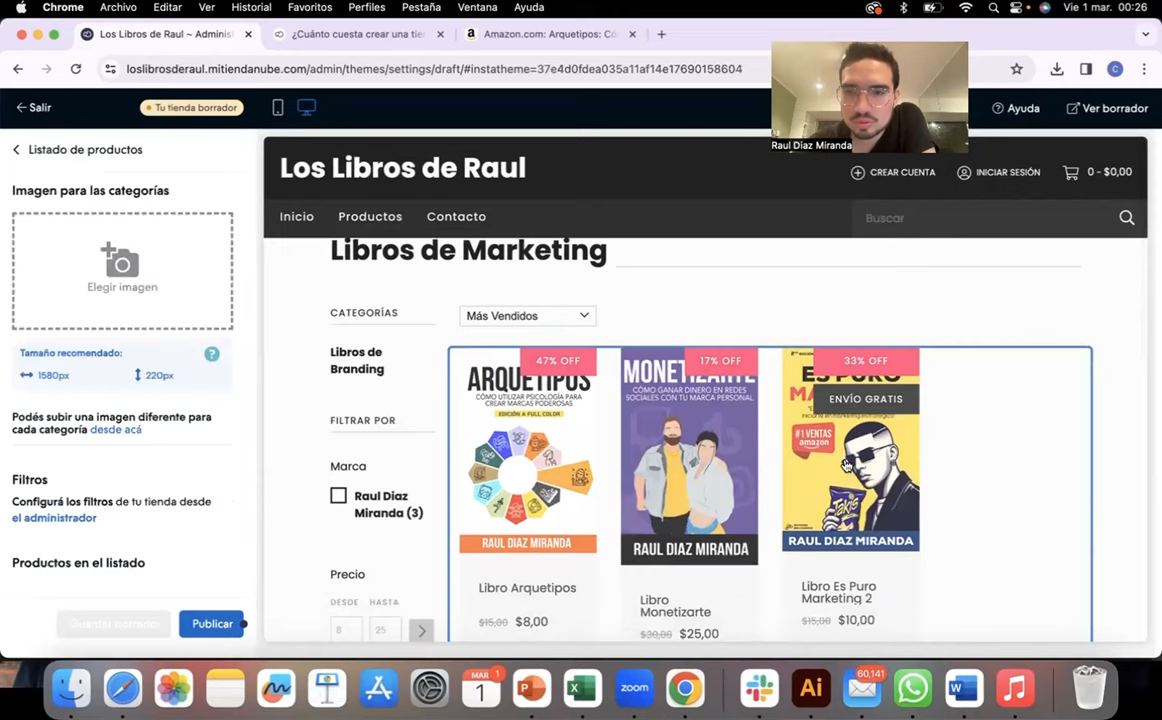 Chrome Archivo Editar Ver Historial Favoritos Perfiles Pestaña Ventana Ayuda
Vie 1 mar. 00:26
Los Libros de Raul ~ Adminis
¿Cuánto cuesta crear una tien
Amazon.com: Arquetipos: Có
loslibrosderaul.mitiendanube.com/admin/themes/settings/draft/#instatheme=37e4d0fdea035a11af14e17690158604
C
Salir
Tu tienda borrador
Ayuda
Ver borrador
Raul Diaz Miranda
Listado de productos
Imagen para las categorías
Elegir imagen
Tamaño recomendado:
?
1580px
220px
Podés subir una imagen diferente para
cada categoría desde acá
Filtros
Configurá los filtros de tu tienda desde
el administrador
Productos en el listado
Guardar borrador
Publicar
Los Libros de Raul
CREAR CUENTA
INICIAR SESIÓN
0 - $0,00
Inicio
Productos
Contacto
Buscar
Libros de Marketing
CATEGORÍAS
Más Vendidos
Libros de
Branding
FILTRAR POR
Marca
Raul Diaz
Miranda (3)
Precio
DESDE
HASTA
8
25
47% OFF
ARQUETIPOS
CÓMO UTILIZAR PSICOLOGÍA PARA
CREAR MARCAS PODEROSAS
EDICIÓN A FULL COLOR
RAUL DIAZ MIRANDA
Libro Arquetipos
$15,00 $8,00
17% OFF
MONETIZARTE
CÓMO GANAR DINERO EN REDES
SOCIALES CON TU MARCA PERSONAL
RAUL DIAZ MIRANDA
Libro
Monetizarte
$30,00 $25,00
33% OFF
ES PURO
ENVÍO GRATIS
#1 VENTAS
amazon
Takis
RAUL DIAZ MIRANDA
Libro Es Puro
Marketing 2
$15,00 $10,00
MAR
1
zoom
Ai
60,141